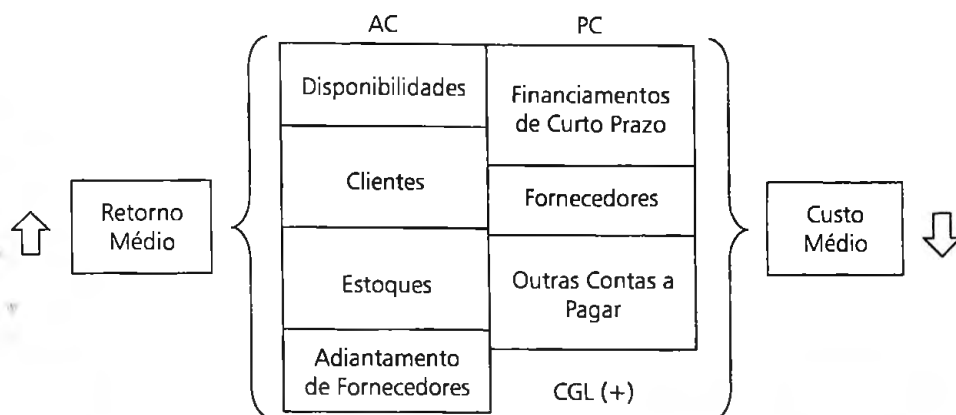 AC
PC
Disponibilidades
Financiamentos
de Curto Prazo
Clientes
Fornecedores
Retorno
Médio
Custo
Médio
Estoques
Outras Contas a
Pagar
Adiantamento
de Fornecedores
CGL (+)